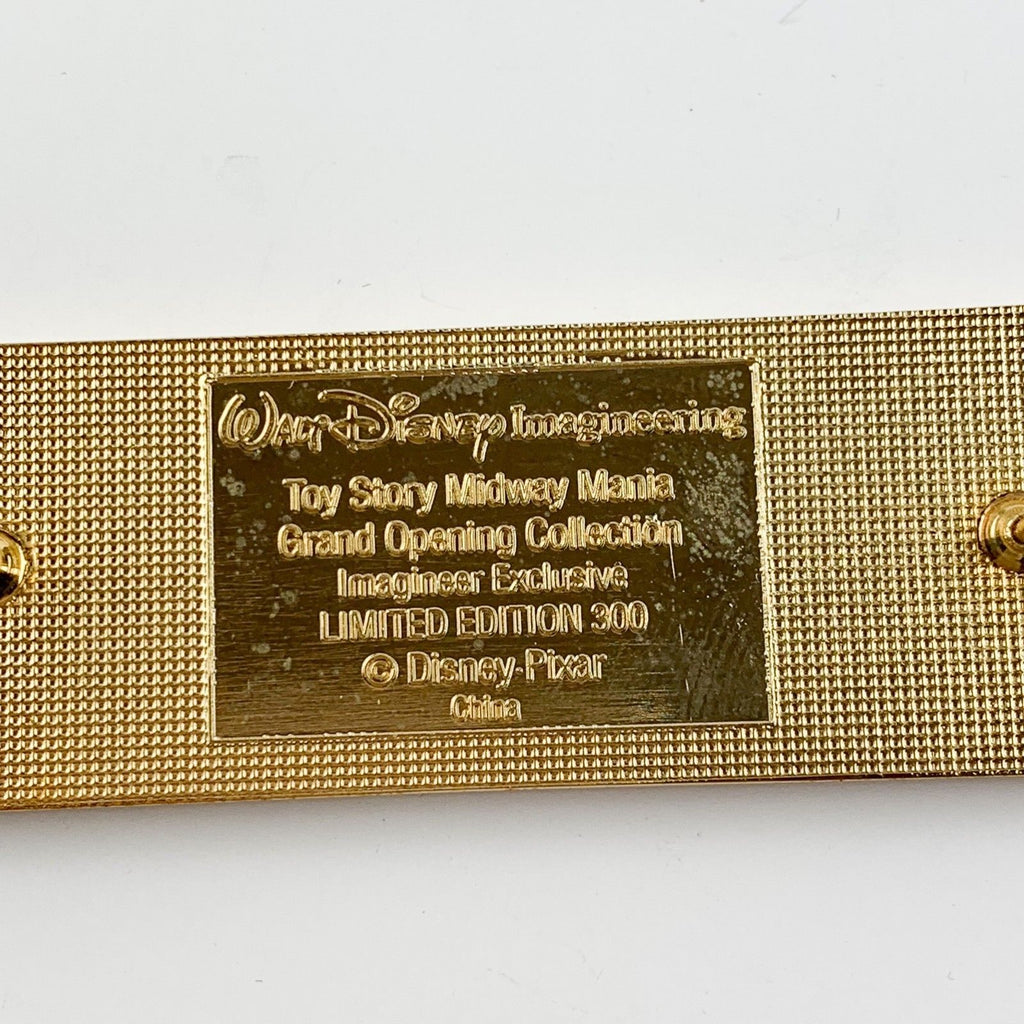 Walt Disney Imagineering
Toy Story Midway Mania
Grand Opening Collection
Imagineer Exclusive
LIMITED EDITION 300
© Disney·Pixar
China